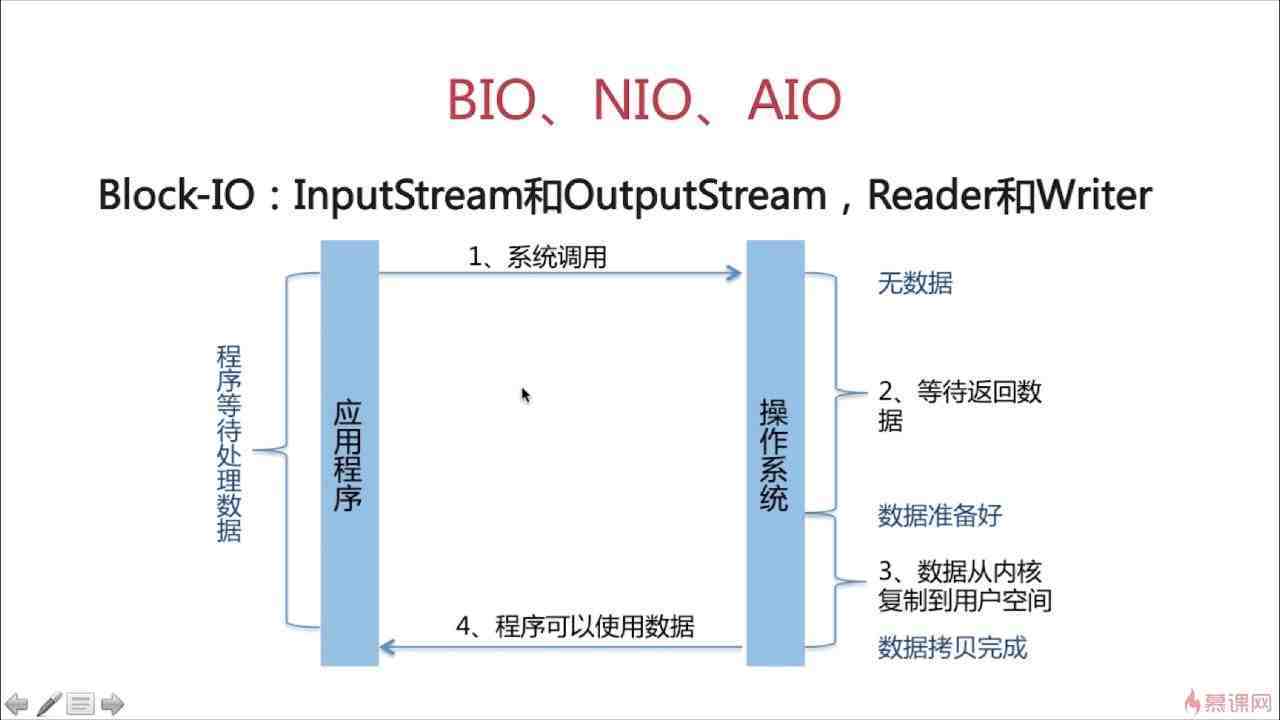 BIO、NIO、AIO
Block-IO：InputStream和OutputStream，Reader和Writer
1、系统调用
无数据
程序等待处理数据
应用程序
操作系统
2、等待返回数
据
数据准备好
3、数据从内核
复制到用户空间
4、程序可以使用数据
数据拷贝完成
慕课网